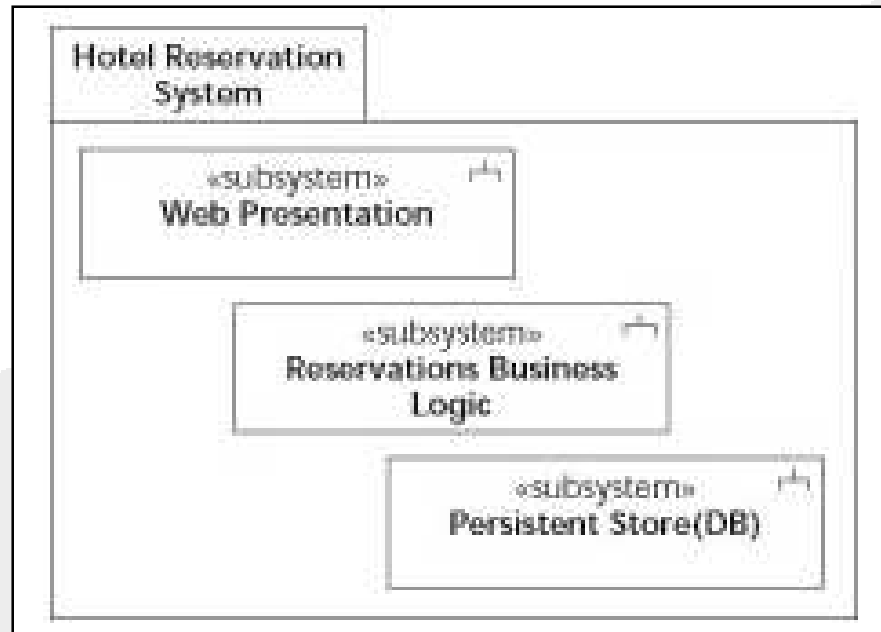 Hotel Reservation
System
«subsystem»
Web Presentation
«subsystem»
Reservations Business
Logic
«subsystem»
Persistent Store(DB)